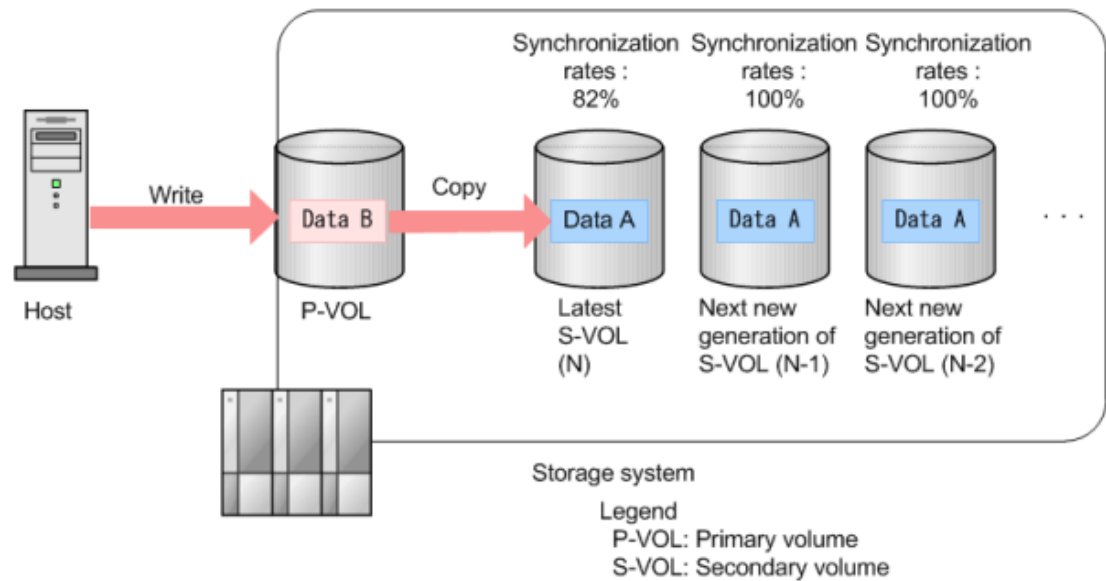 Synchronization
rates :
82%
Synchronization
rates :
100%
Synchronization
rates :
100%
Write
Copy
Data B
Data A
Data A
Data A
. . .
Host
P-VOL
Latest
S-VOL
(N)
Next new
generation of
S-VOL (N-1)
Next new
generation of
S-VOL (N-2)
Storage system
Legend
P-VOL: Primary volume
S-VOL: Secondary volume